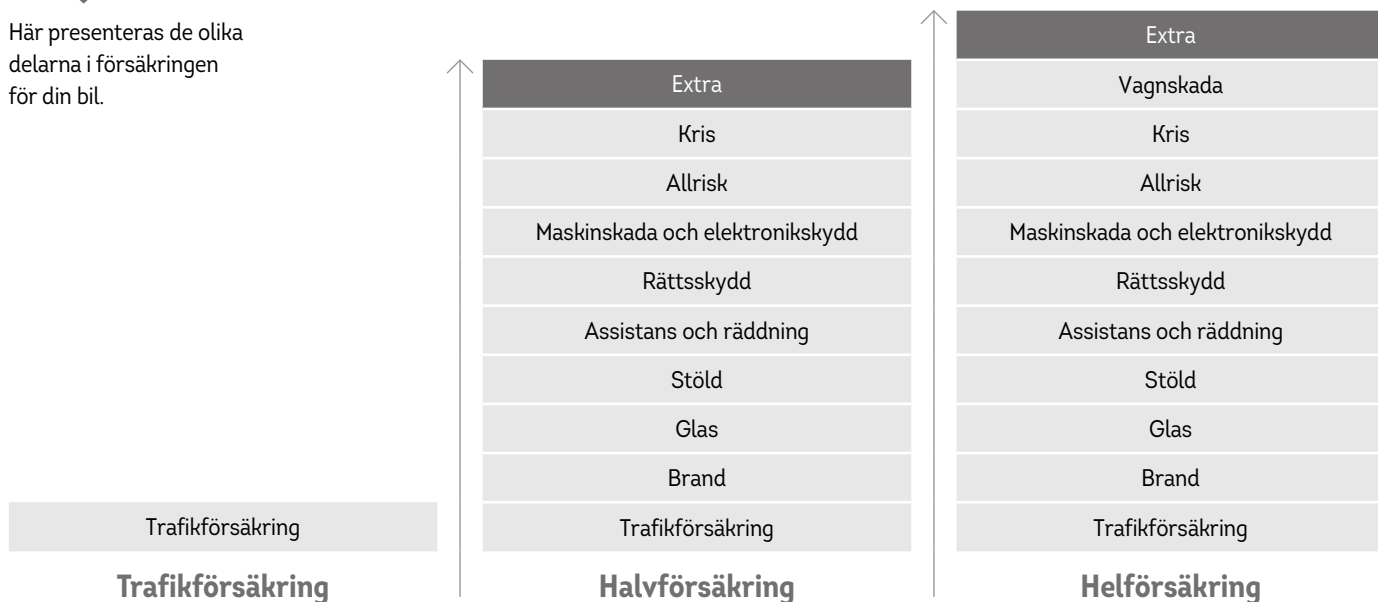 Här presenteras de olika
delarna i försäkringen
för din bil.
Trafikförsäkring
Trafikförsäkring
Extra
Kris
Allrisk
Maskinskada och elektronikskydd
Rättsskydd
Assistans och räddning
Stöld
Glas
Brand
Trafikförsäkring
Halvförsäkring
Extra
Vagnskada
Kris
Allrisk
Maskinskada och elektronikskydd
Rättsskydd
Assistans och räddning
Stöld
Glas
Brand
Trafikförsäkring
Helförsäkring